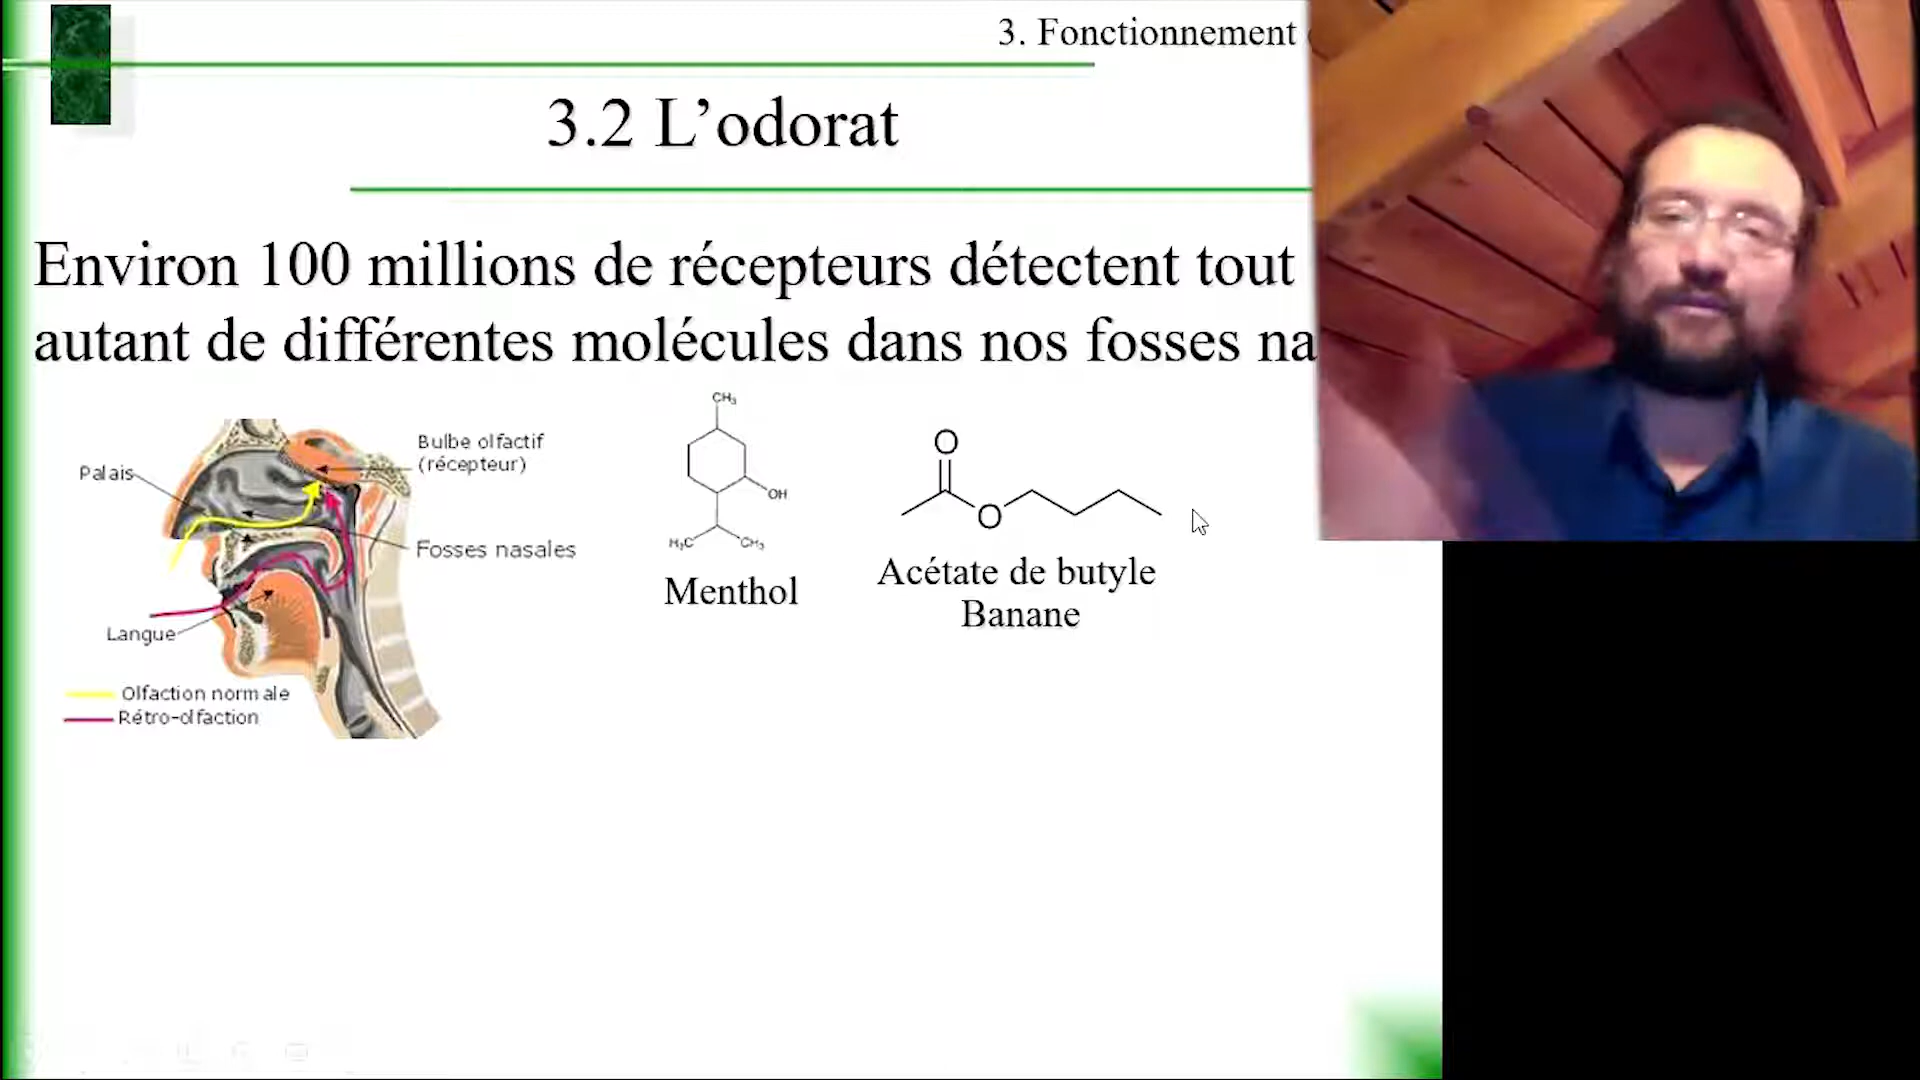 3. Fonctionnement
3.2 L’odorat
Environ 100 millions de récepteurs détectent tout
autant de différentes molécules dans nos fosses na
Palais
Bulbe olfactif
(récepteur)
Fosses nasales
Langue
Olfaction normale
Rétro-olfaction
CH3
OH
H3C
CH3
Menthol
O
O
Acétate de butyle
Banane